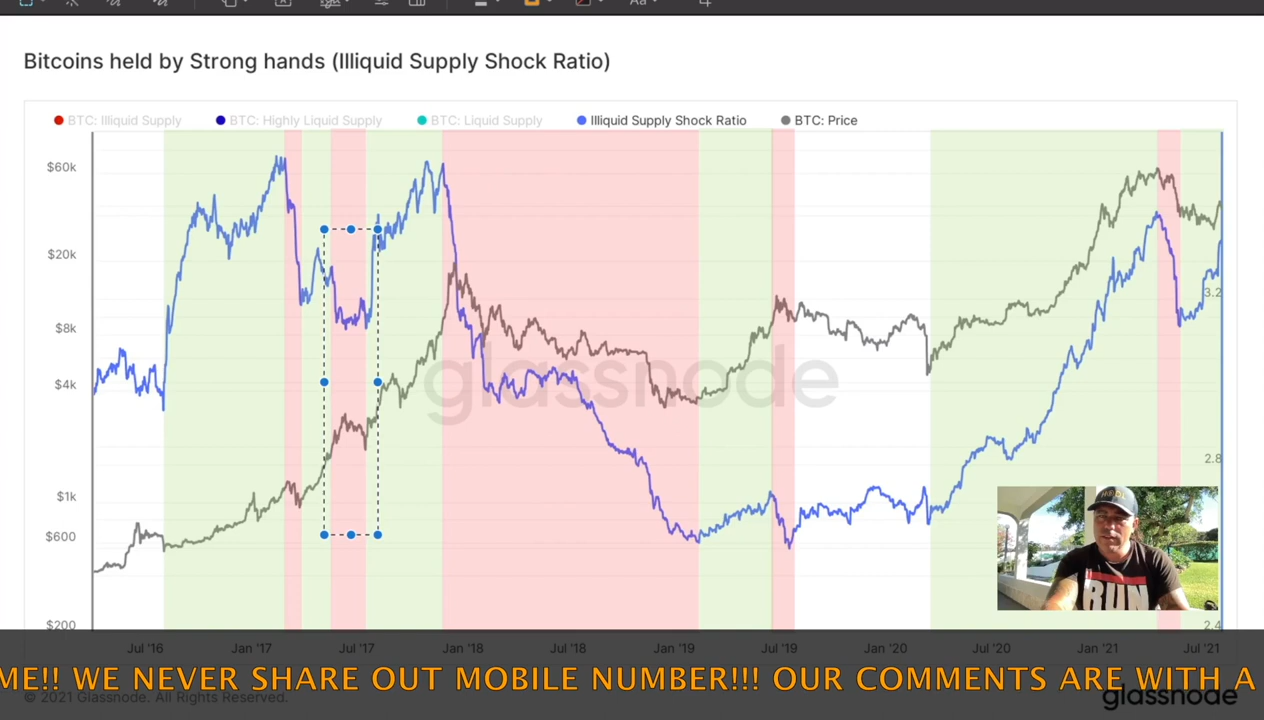 Aa
Bitcoins held by Strong hands (Illiquid Supply Shock Ratio)
BTC: Illiquid Supply BTC: Highly Liquid Supply BTC: Liquid Supply Illiquid Supply Shock Ratio BTC: Price
$60k
$20k
3.2
$8k
glassnode
$4k
2.8
$1k
HODL
$600
RUN
$200
2.4
Jul '16 Jan '17 Jul '17 Jan '18 Jul '18 Jan '19 Jul '19 Jan '20 Jul '20 Jan '21 Jul '21
ME!! WE NEVER SHARE OUT MOBILE NUMBER!!! OUR COMMENTS ARE WITH A
© 2021 Glassnode. All Rights Reserved.
glassnode